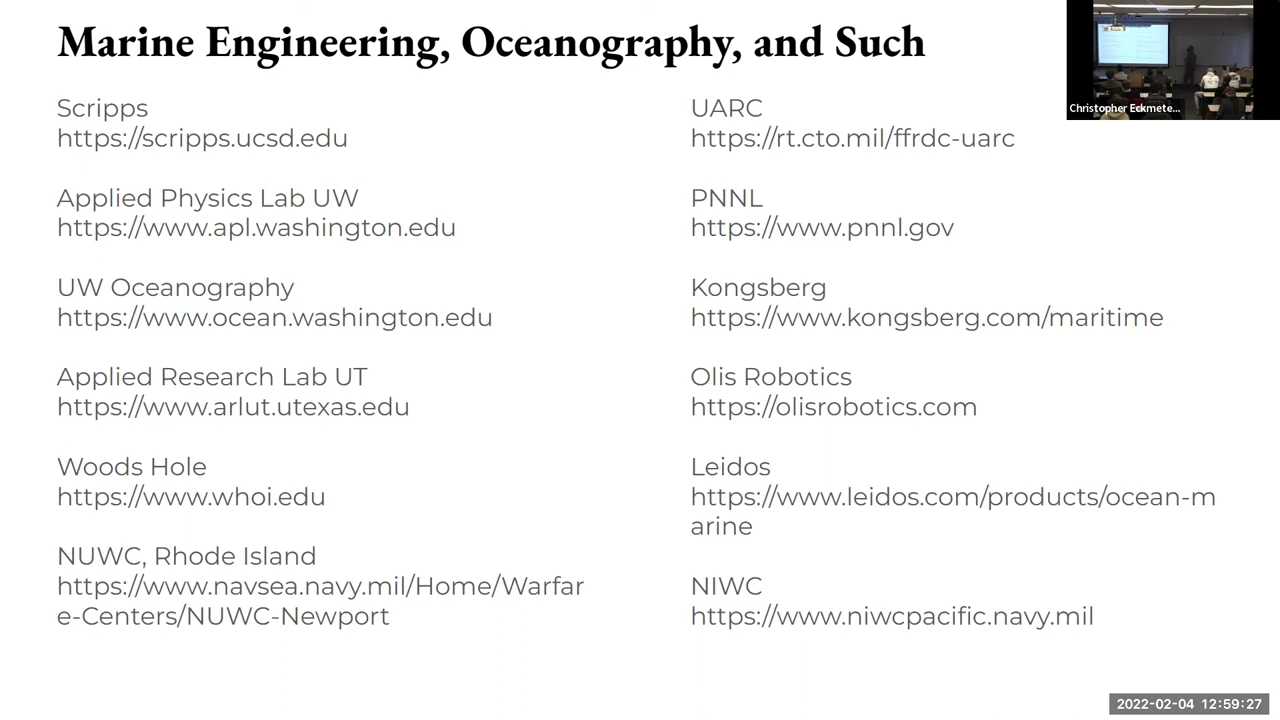 Marine Engineering, Oceanography, and Such
Scripps
https://scripps.ucsd.edu
Applied Physics Lab UW
https://www.apl.washington.edu
UW Oceanography
https://www.ocean.washington.edu
Applied Research Lab UT
https://www.arlut.utexas.edu
Woods Hole
https://www.whoi.edu
NUWC, Rhode Island
https://www.navsea.navy.mil/Home/Warfar
e-Centers/NUWC-Newport
UARC
https://rt.cto.mil/ffrdc-uarc
PNNL
https://www.pnnl.gov
Kongsberg
https://www.kongsberg.com/maritime
Olis Robotics
https://olisrobotics.com
Leidos
https://www.leidos.com/products/ocean-m
arine
NIWC
https://www.niwcpacific.navy.mil
Christopher Eckmete...
2022-02-04 12:59:27